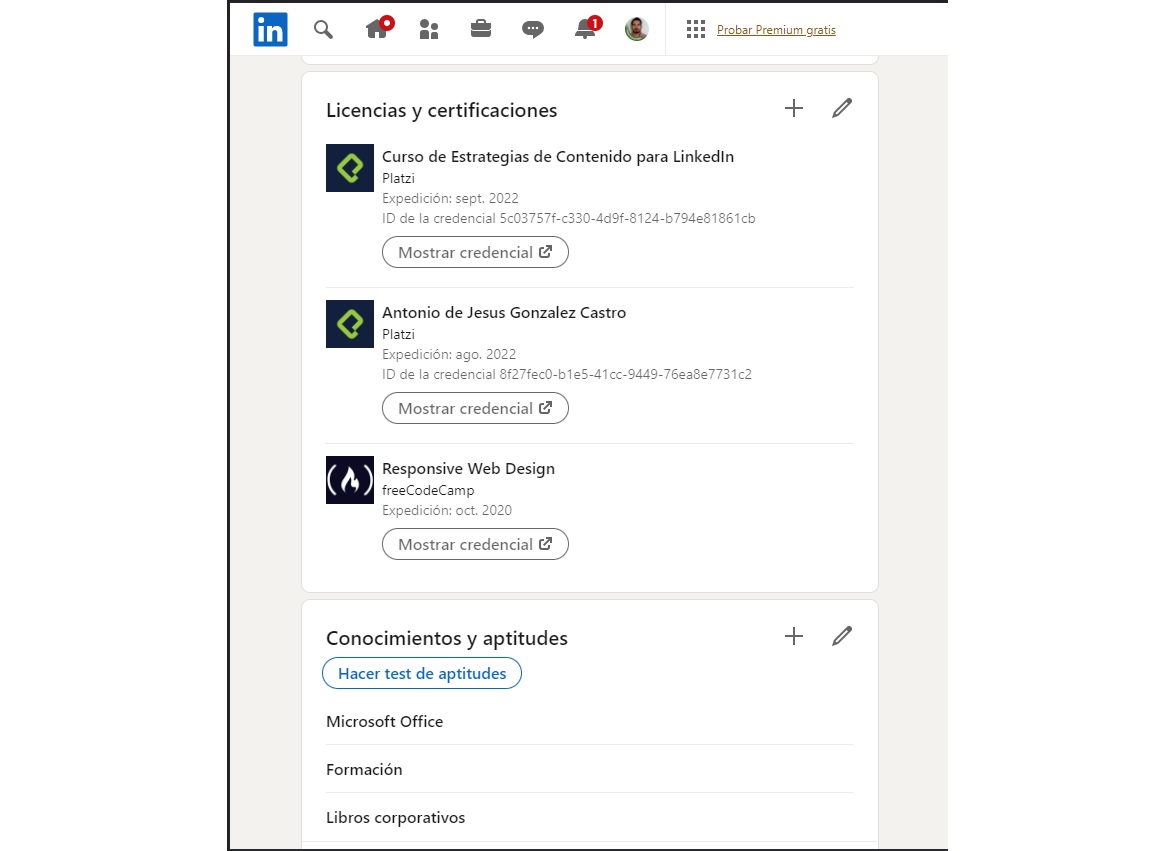 in
1
Probar Premium gratis
Licencias y certificaciones
Curso de Estrategias de Contenido para LinkedIn
Platzi
Expedición: sept. 2022
ID de la credencial 5c03757f-c330-4d9f-8124-b794e81861cb
Mostrar credencial
Antonio de Jesus Gonzalez Castro
Platzi
Expedición: ago. 2022
ID de la credencial 8f27fec0-b1e5-41cc-9449-76ea8e7731c2
Mostrar credencial
Responsive Web Design
freeCodeCamp
Expedición: oct. 2020
Mostrar credencial
Conocimientos y aptitudes
Hacer test de aptitudes
Microsoft Office
Formación
Libros corporativos